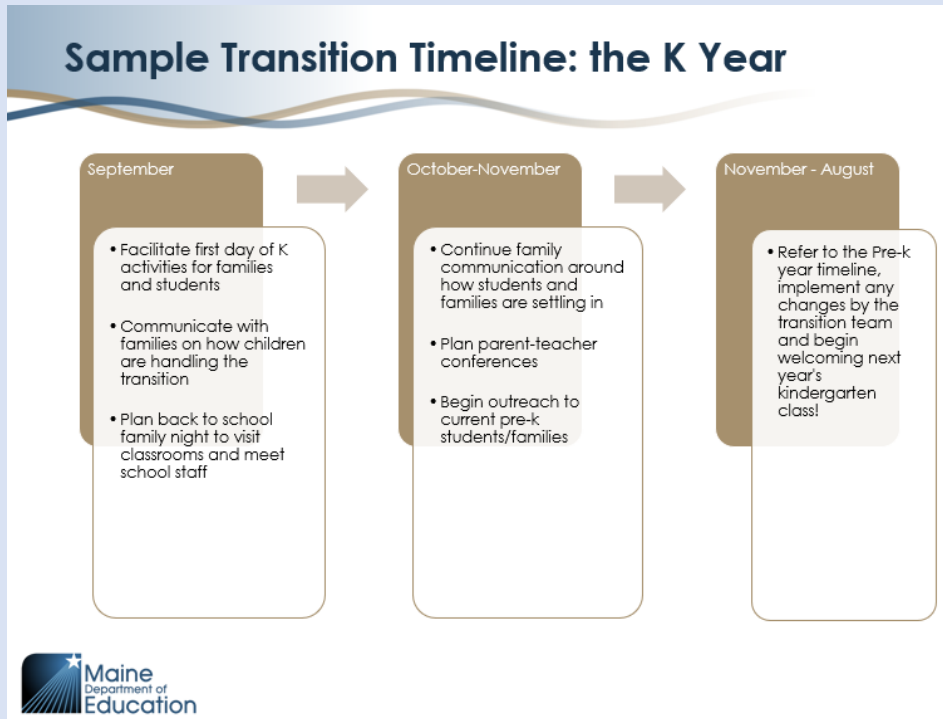 Sample Transition Timeline: the K Year
September
• Facilitate first day of K
activities for families
and students
• Communicate with
families on how children
are handling the
transition
• Plan back to school
family night to visit
classrooms and meet
school staff
October-November
• Continue family
communication around
how students and
families are settling in
• Plan parent-teacher
conferences
• Begin outreach to
current pre-k
students/families
November - August
• Refer to the Pre-k
year timeline,
implement any
changes by the
transition team
and begin
welcoming next
year's
kindergarten
class!
Maine
Department of
Education